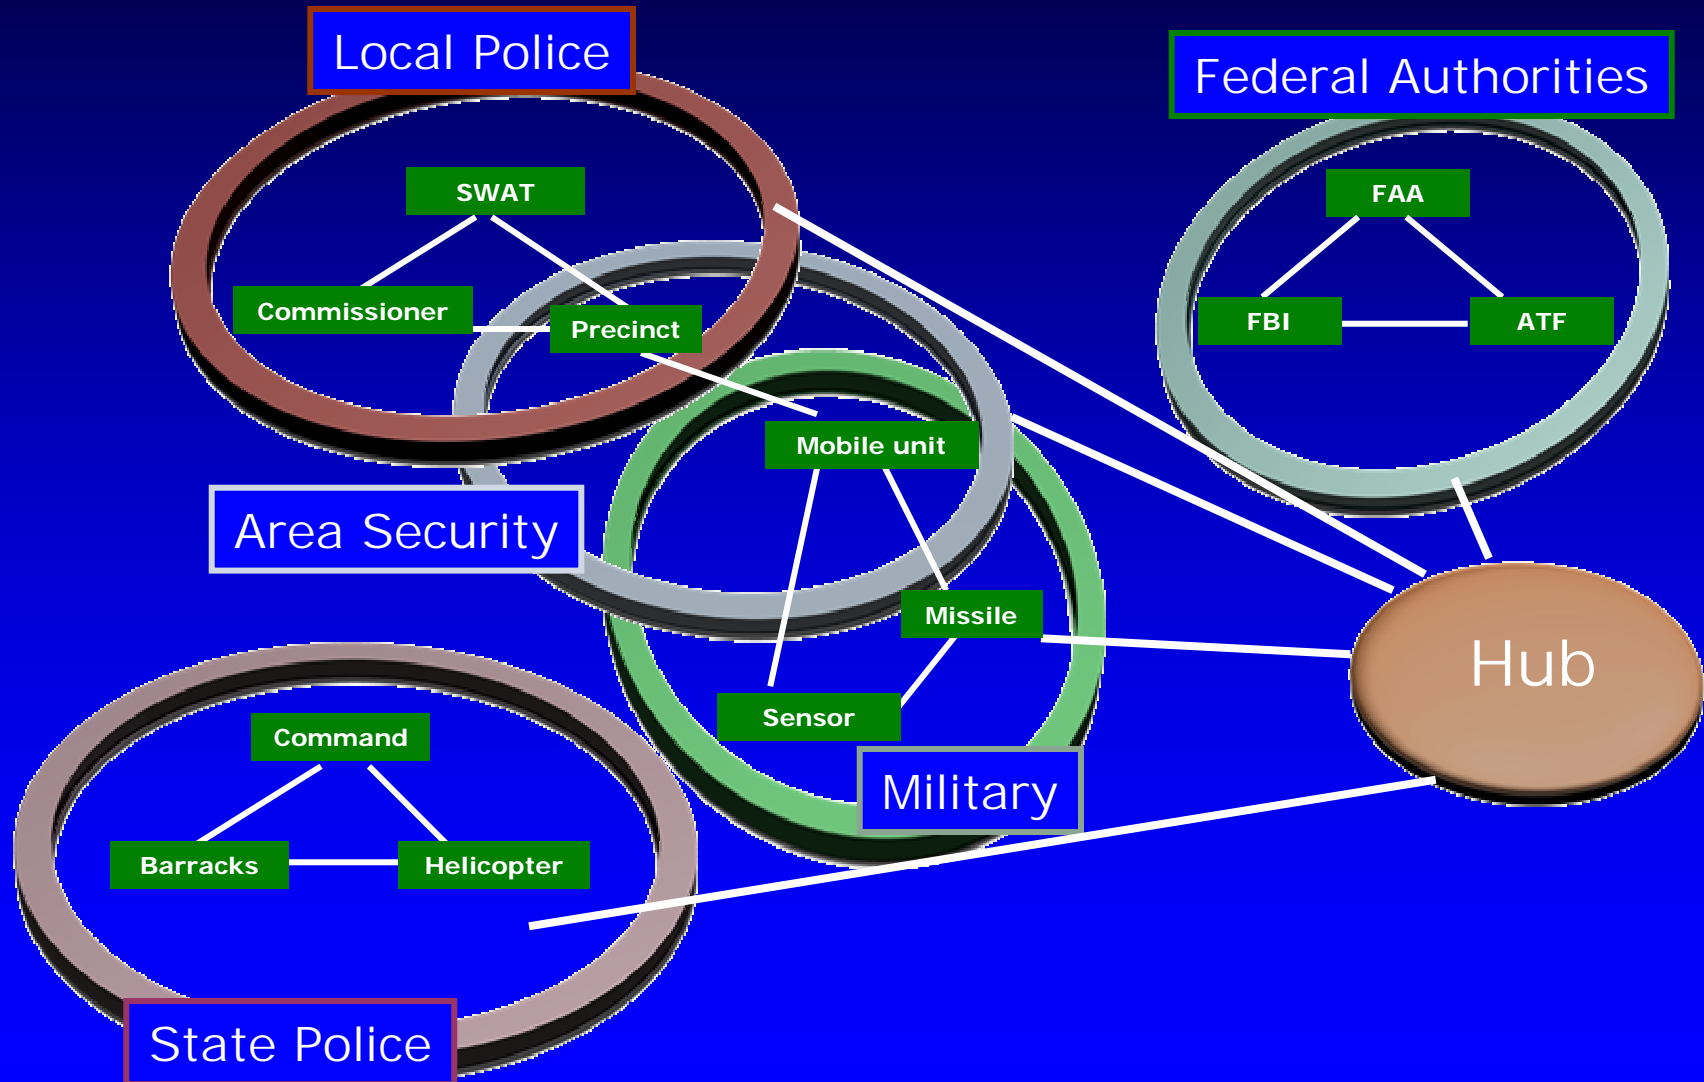 Local Police
Federal Authorities
SWAT
FAA
Commissioner
Precinct
FBI
ATF
Mobile unit
Area Security
Missile
Hub
Sensor
Command
Military
Barracks
Helicopter
State Police